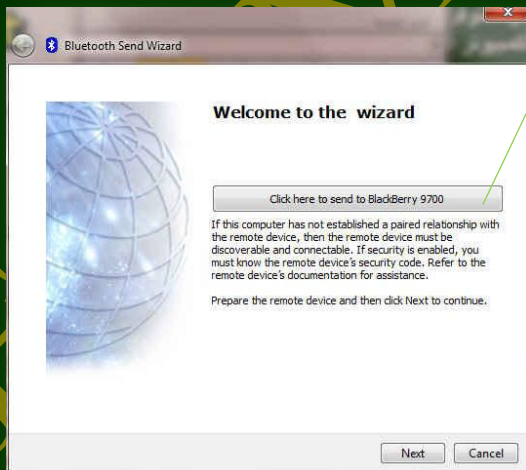 Bluetooth Send Wizard
Welcome to the wizard
Click here to send to BlackBerry 9700
If this computer has not established a paired relationship with
the remote device, then the remote device must be
discoverable and connectable. If security is enabled, you
must know the remote device's security code. Refer to the
remote device's documentation for assistance.
Prepare the remote device and then click Next to continue.
Next
Cancel